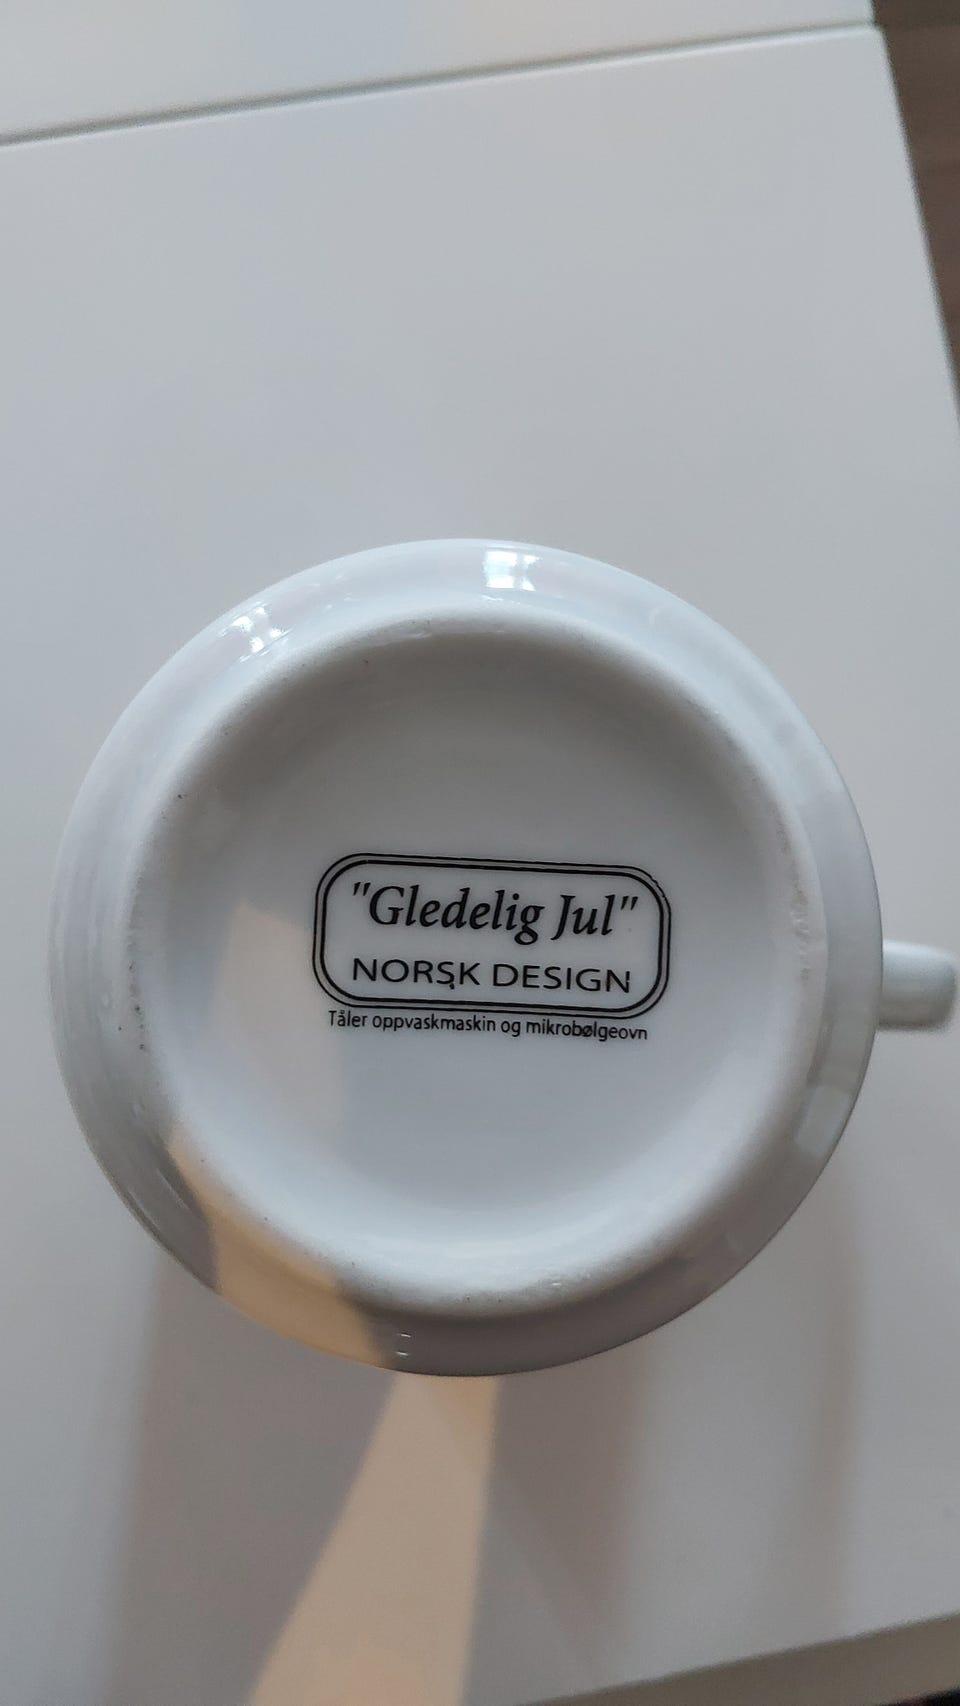 "Gledelig Jul"
NORSK DESIGN
Tåler oppvaskmaskin og mikrobølgeovn